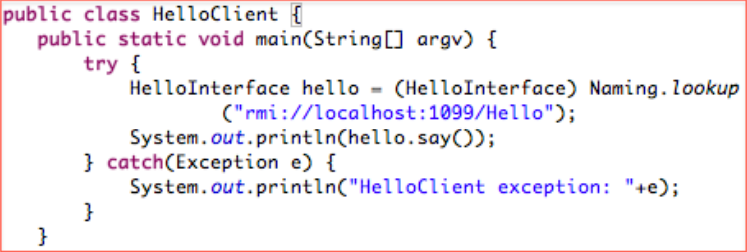 public class HelloClient {
public static void main(String[] argv) {
try {
HelloInterface hello = (HelloInterface) Naming.lookup
("rmi://localhost:1099/Hello");
System.out.println(hello.say());
} catch(Exception e) {
System.out.println("HelloClient exception: "+e);
}
}